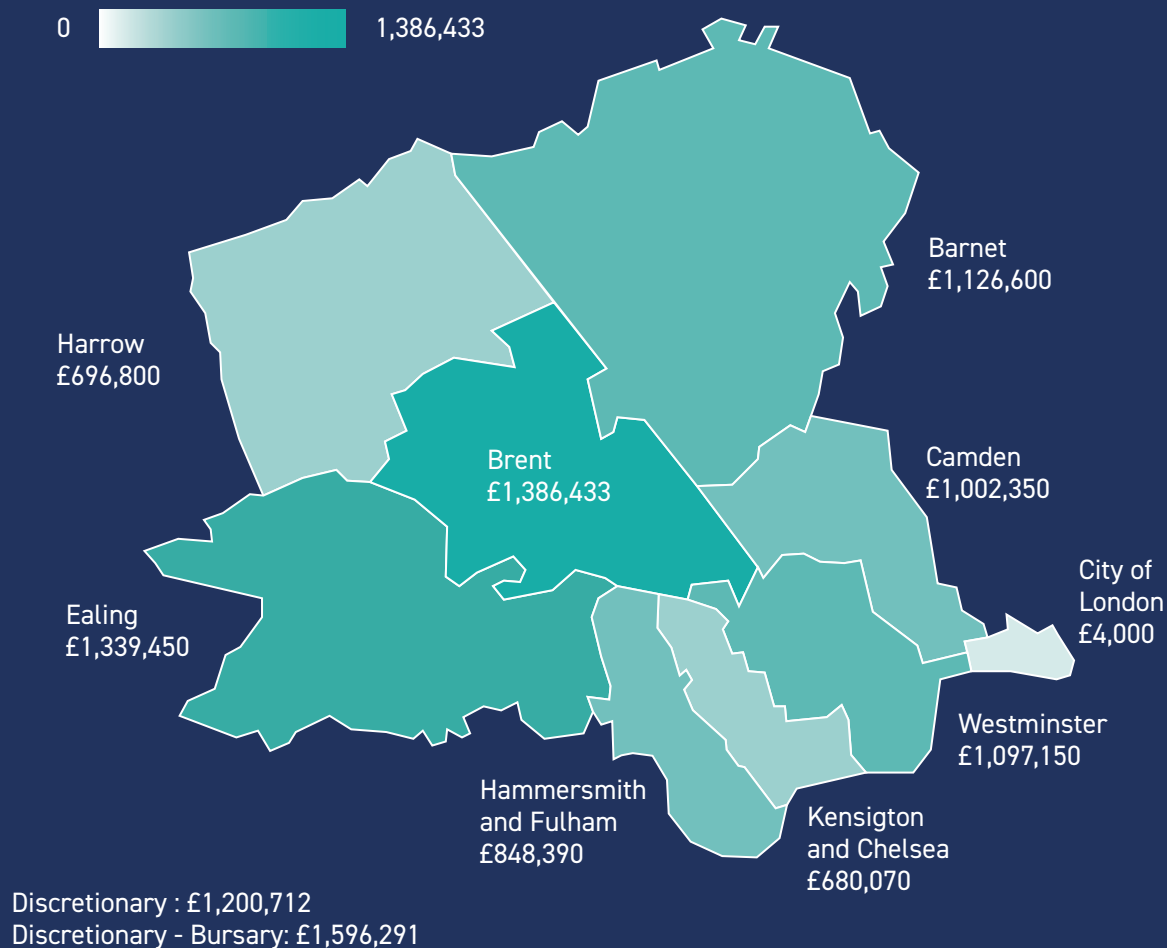 0
1,386,433
Barnet
£1,126,600
Harrow
£696,800
Brent
£1,386,433
Camden
£1,002,350
City of
London
£4,000
Ealing
£1,339,450
Westminster
£1,097,150
Hammersmith
and Fulham
£848,390
Kensigton
and Chelsea
£680,070
Discretionary : £1,200,712
Discretionary - Bursary: £1,596,291